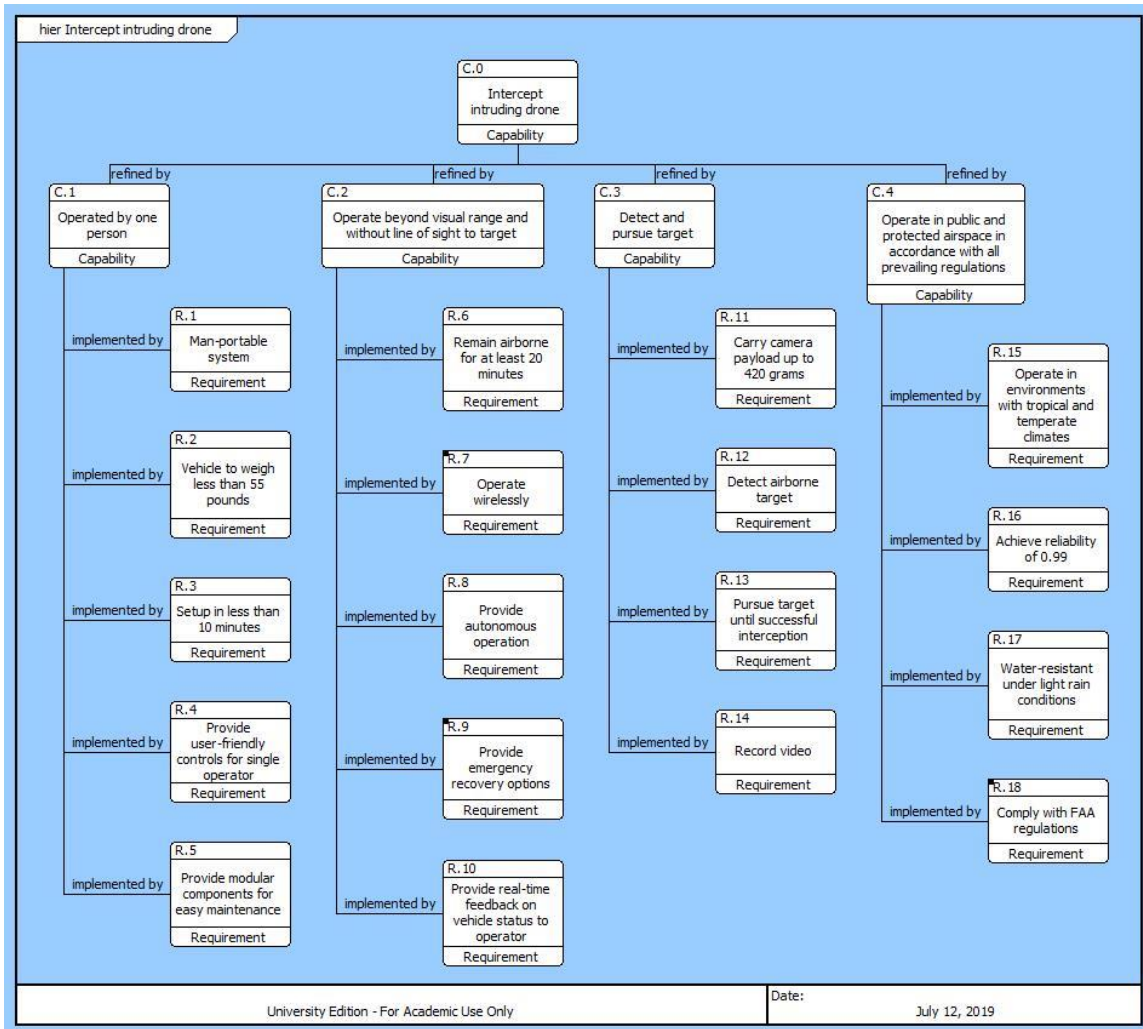 hier Intercept intruding drone
C.0
Intercept
intruding drone
Capability
refined by
refined by
refined by
refined by
C.1
Operated by one
person
Capability
implemented by
R.1
Man-portable
system
Requirement
implemented by
R.2
Vehicle to weigh
less than 55
pounds
Requirement
implemented by
R.3
Setup in less than
10 minutes
Requirement
implemented by
R.4
Provide
user-friendly
controls for single
operator
Requirement
implemented by
R.5
Provide modular
components for
easy maintenance
Requirement
C.2
Operate beyond visual range and
without line of sight to target
Capability
implemented by
R.6
Remain airborne
for at least 20
minutes
Requirement
implemented by
R.7
Operate
wirelessly
Requirement
implemented by
R.8
Provide
autonomous
operation
Requirement
implemented by
R.9
Provide
emergency
recovery options
Requirement
implemented by
R.10
Provide real-time
feedback on
vehicle status to
operator
Requirement
C.3
Detect and
pursue target
Capability
implemented by
R.11
Carry camera
payload up to
420 grams
Requirement
implemented by
R.12
Detect airborne
target
Requirement
implemented by
R.13
Pursue target
until successful
interception
Requirement
implemented by
R.14
Record video
Requirement
C.4
Operate in public and
protected airspace in
accordance with all
prevailing regulations
Capability
implemented by
R.15
Operate in
environments
with tropical and
temperate
climates
Requirement
implemented by
R.16
Achieve reliability
of 0.99
Requirement
implemented by
R.17
Water-resistant
under light rain
conditions
Requirement
implemented by
R.18
Comply with FAA
regulations
Requirement
University Edition - For Academic Use Only
Date:
July 12, 2019